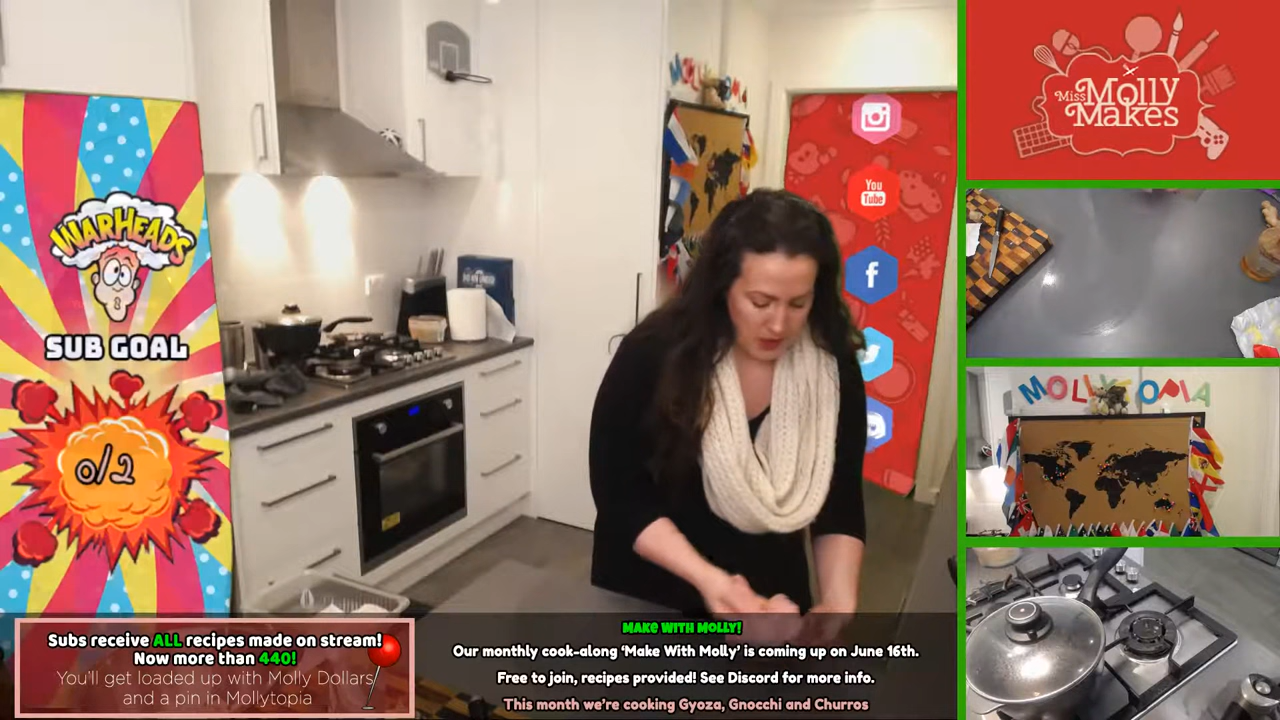 WARHEADS
SUB GOAL
0/2
MOLL
You
Tube
f
Miss Molly
Makes
MOLLYTOPIA
Subs receive ALL recipes made on stream!
Now more than 440!
You'll get loaded up with Molly Dollars
and a pin in Mollytopia
MAKE WITH MOLLY!
Our monthly cook-along ‘Make With Molly’ is coming up on June 16th.
Free to join, recipes provided! See Discord for more info.
This month we're cooking Gyoza, Gnocchi and Churros